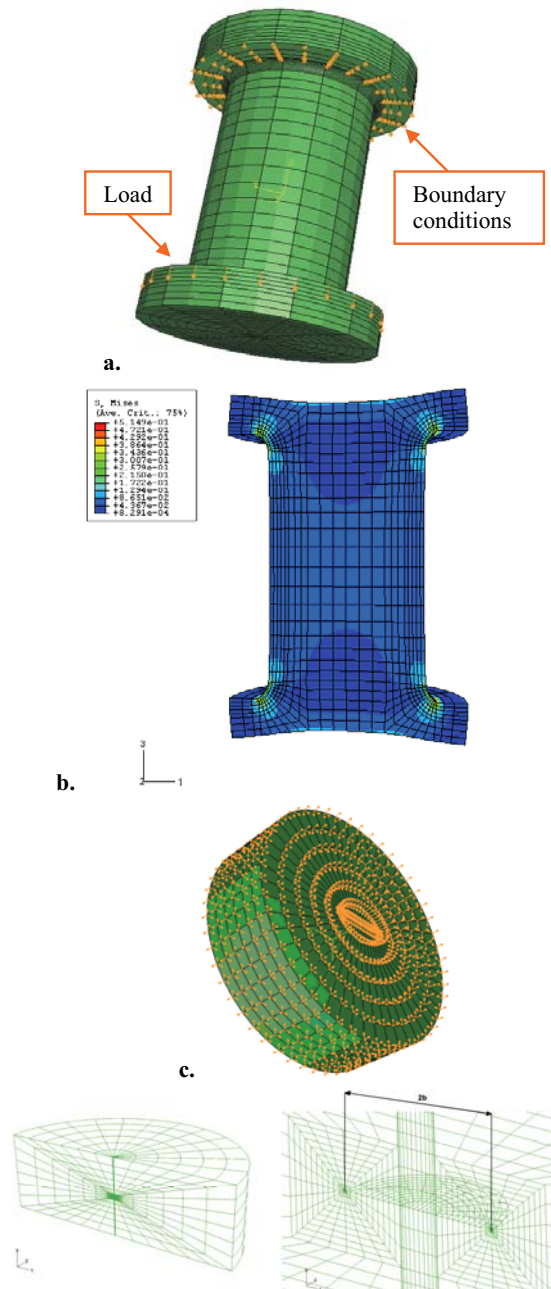 Load
Boundary
conditions
a.
S, Mises
(Ave. Crit.: 75%)
+5.149e-01
+4.721e-01
+4.292e-01
+3.864e-01
+3.436e-01
+3.007e-01
+2.579e-01
+2.150e-01
+1.722e-01
+1.294e-01
+8.651e-02
+4.367e-02
+8.291e-04
3
2
1
b.
c.
2b